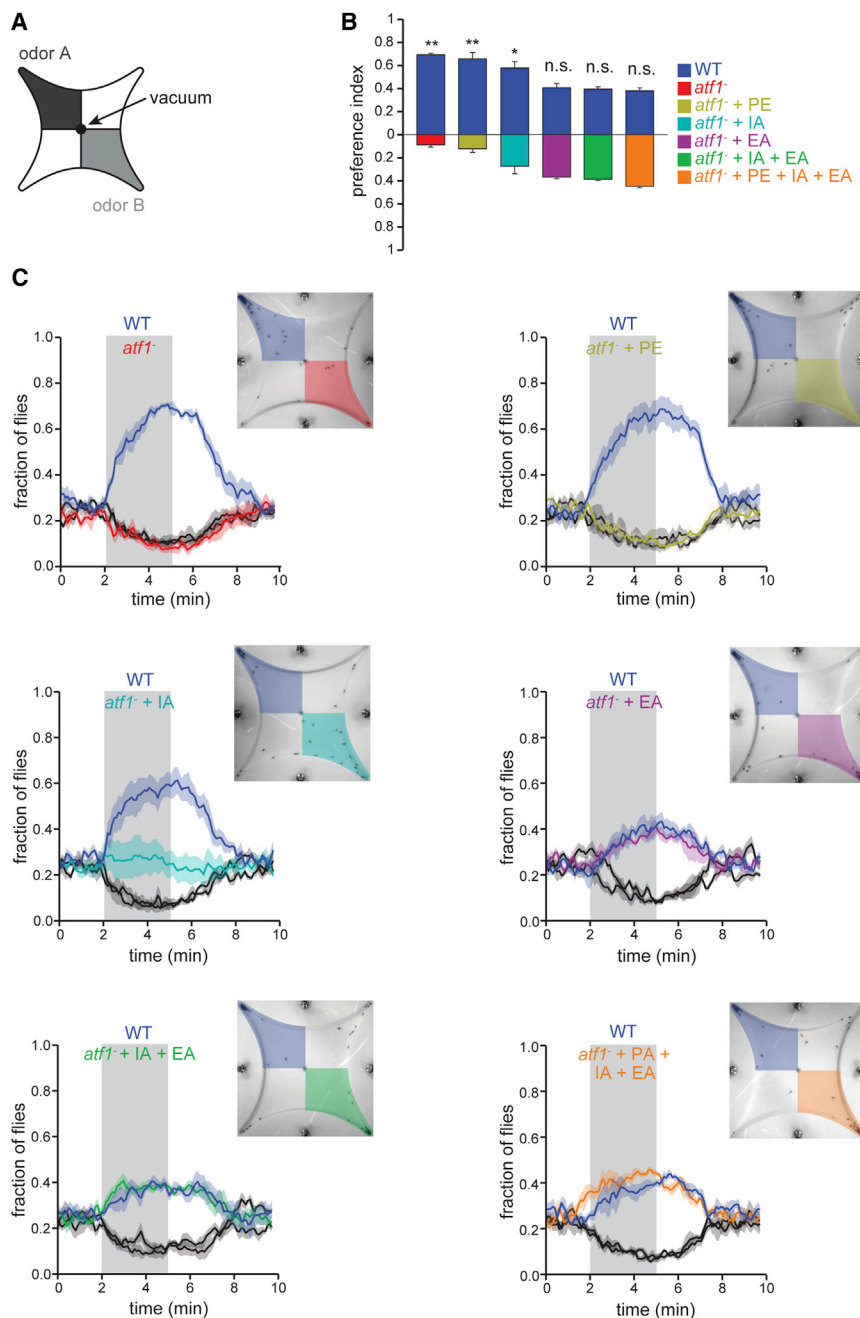 A
odor A
vacuum
odor B
B
preference index
1
0.8
0.6
0.4
0.2
0
0.2
0.4
0.6
0.8
1
** ** * n.s. n.s. n.s.
WT
atf1-
atf1- + PE
atf1- + IA
atf1- + EA
atf1- + IA + EA
atf1- + PE + IA + EA
C
WT
atf1-
fraction of flies
1.0
0.8
0.6
0.4
0.2
0.0
0 2 4 6 8 10
time (min)
WT
atf1- + PE
fraction of flies
1.0
0.8
0.6
0.4
0.2
0.0
0 2 4 6 8 10
time (min)
WT
atf1- + IA
fraction of flies
1.0
0.8
0.6
0.4
0.2
0.0
0 2 4 6 8 10
time (min)
WT
atf1- + EA
fraction of flies
1.0
0.8
0.6
0.4
0.2
0.0
0 2 4 6 8 10
time (min)
WT
atf1- + IA + EA
fraction of flies
1.0
0.8
0.6
0.4
0.2
0.0
0 2 4 6 8 10
time (min)
WT
atf1- + PA +
IA + EA
fraction of flies
1.0
0.8
0.6
0.4
0.2
0.0
0 2 4 6 8 10
time (min)